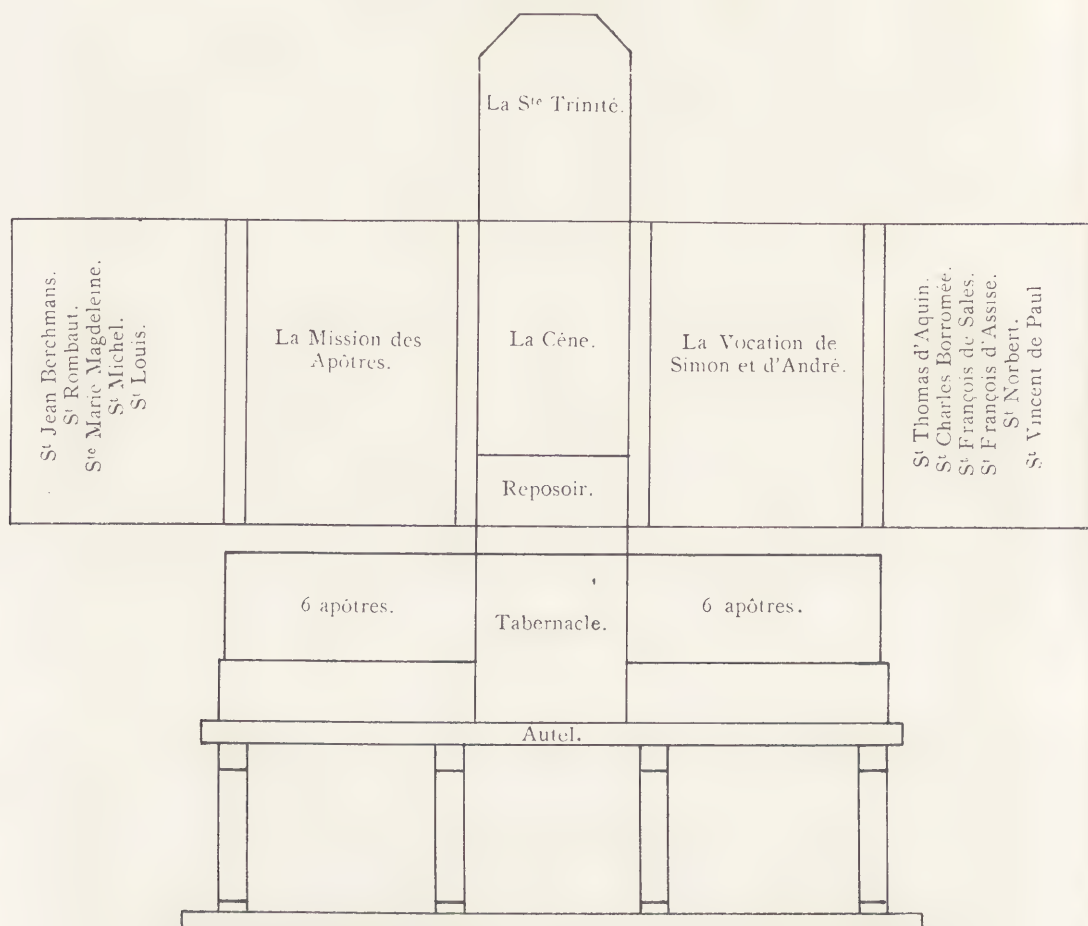 La Ste Trinité.
St Jean Berchmans.
St Rombaut.
Ste Marie Magdeleine.
St Michel.
St Louis.
La Mission des
Apôtres.
La Cène.
La Vocation de
Simon et d'André.
St Thomas d'Aquin.
St Charles Borromée.
St François de Sales.
St François d'Assise.
St Norbert.
St Vincent de Paul
Reposoir.
6 apôtres.
Tabernacle.
6 apôtres.
Autel.